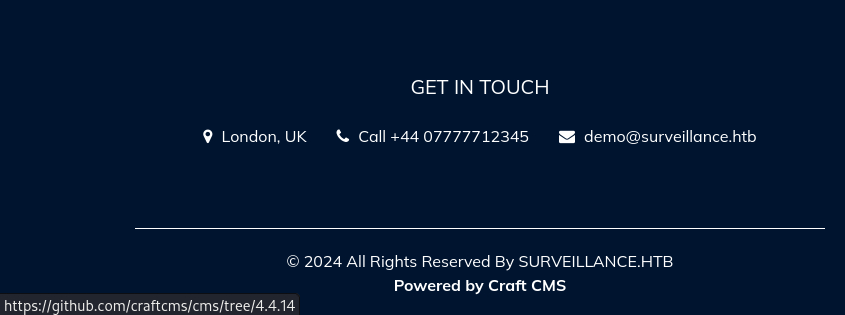 GET IN TOUCH
London, UK Call +44 07777712345 demo@surveillance.htb
© 2024 All Rights Reserved By SURVEILLANCE.HTB
Powered by Craft CMS
https://github.com/craftcms/cms/tree/4.4.14